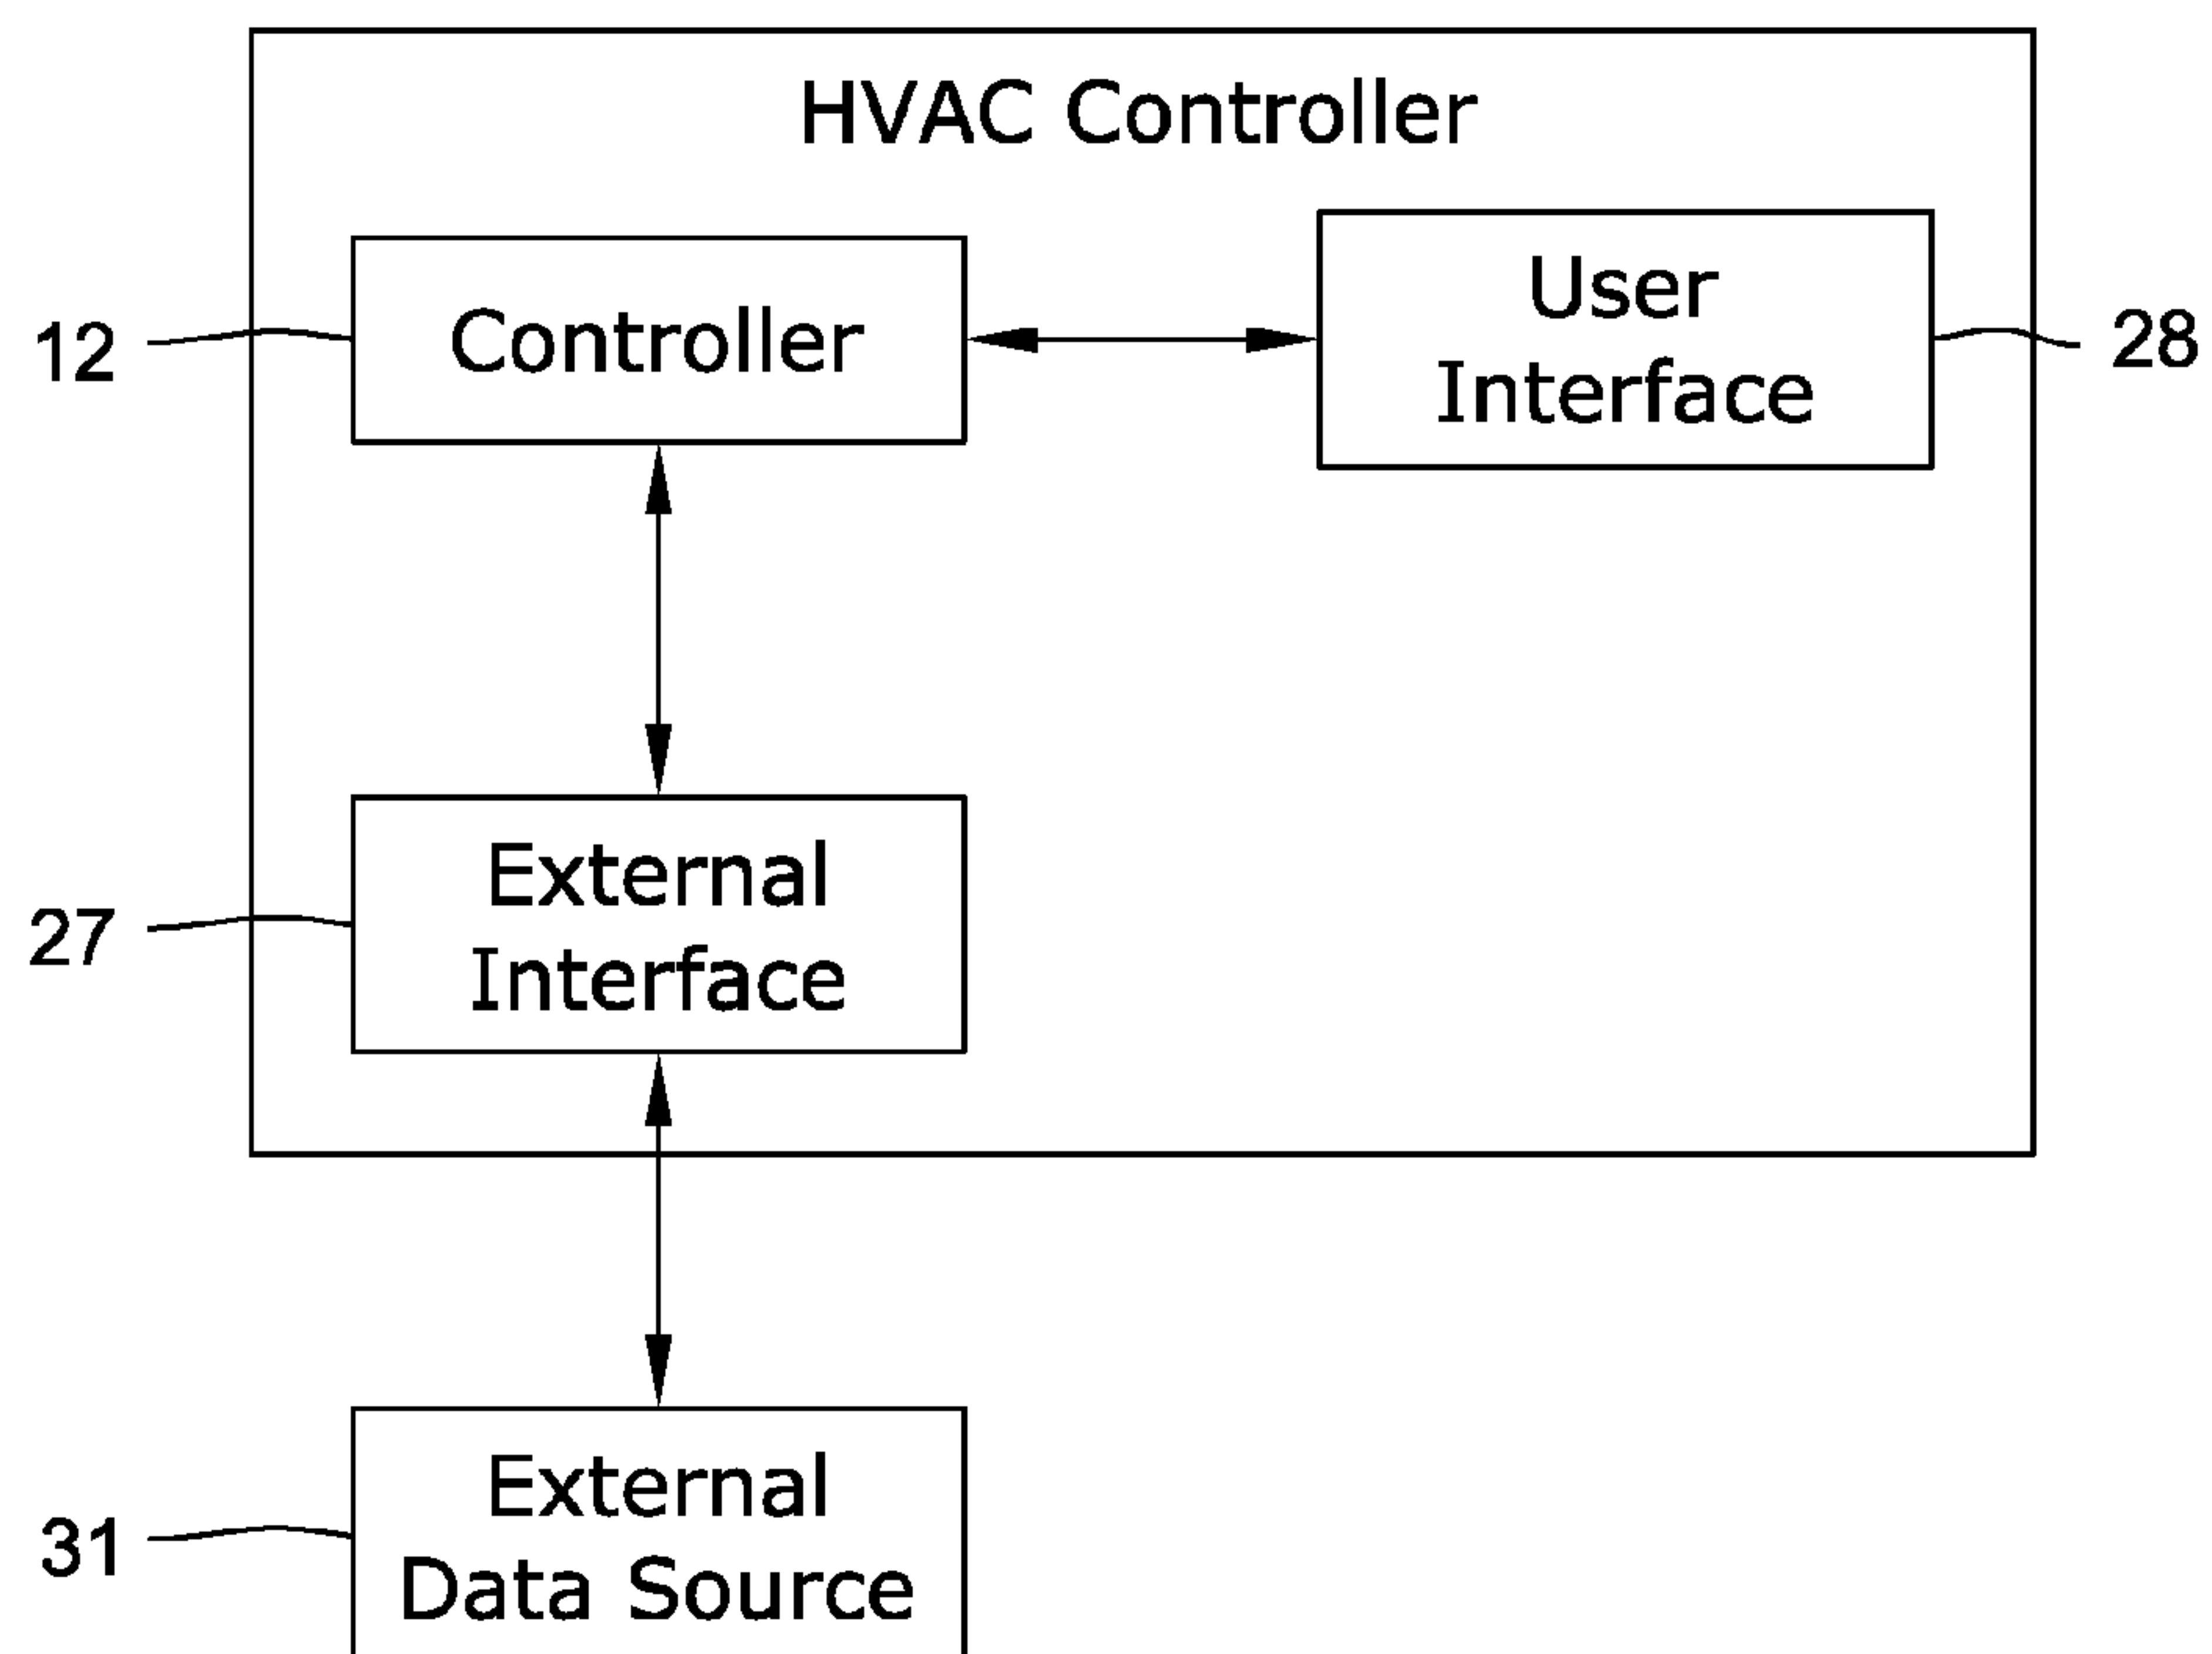 HVAC Controller
12
Controller
User
Interface
28
27
External
Interface
31
External
Data Source